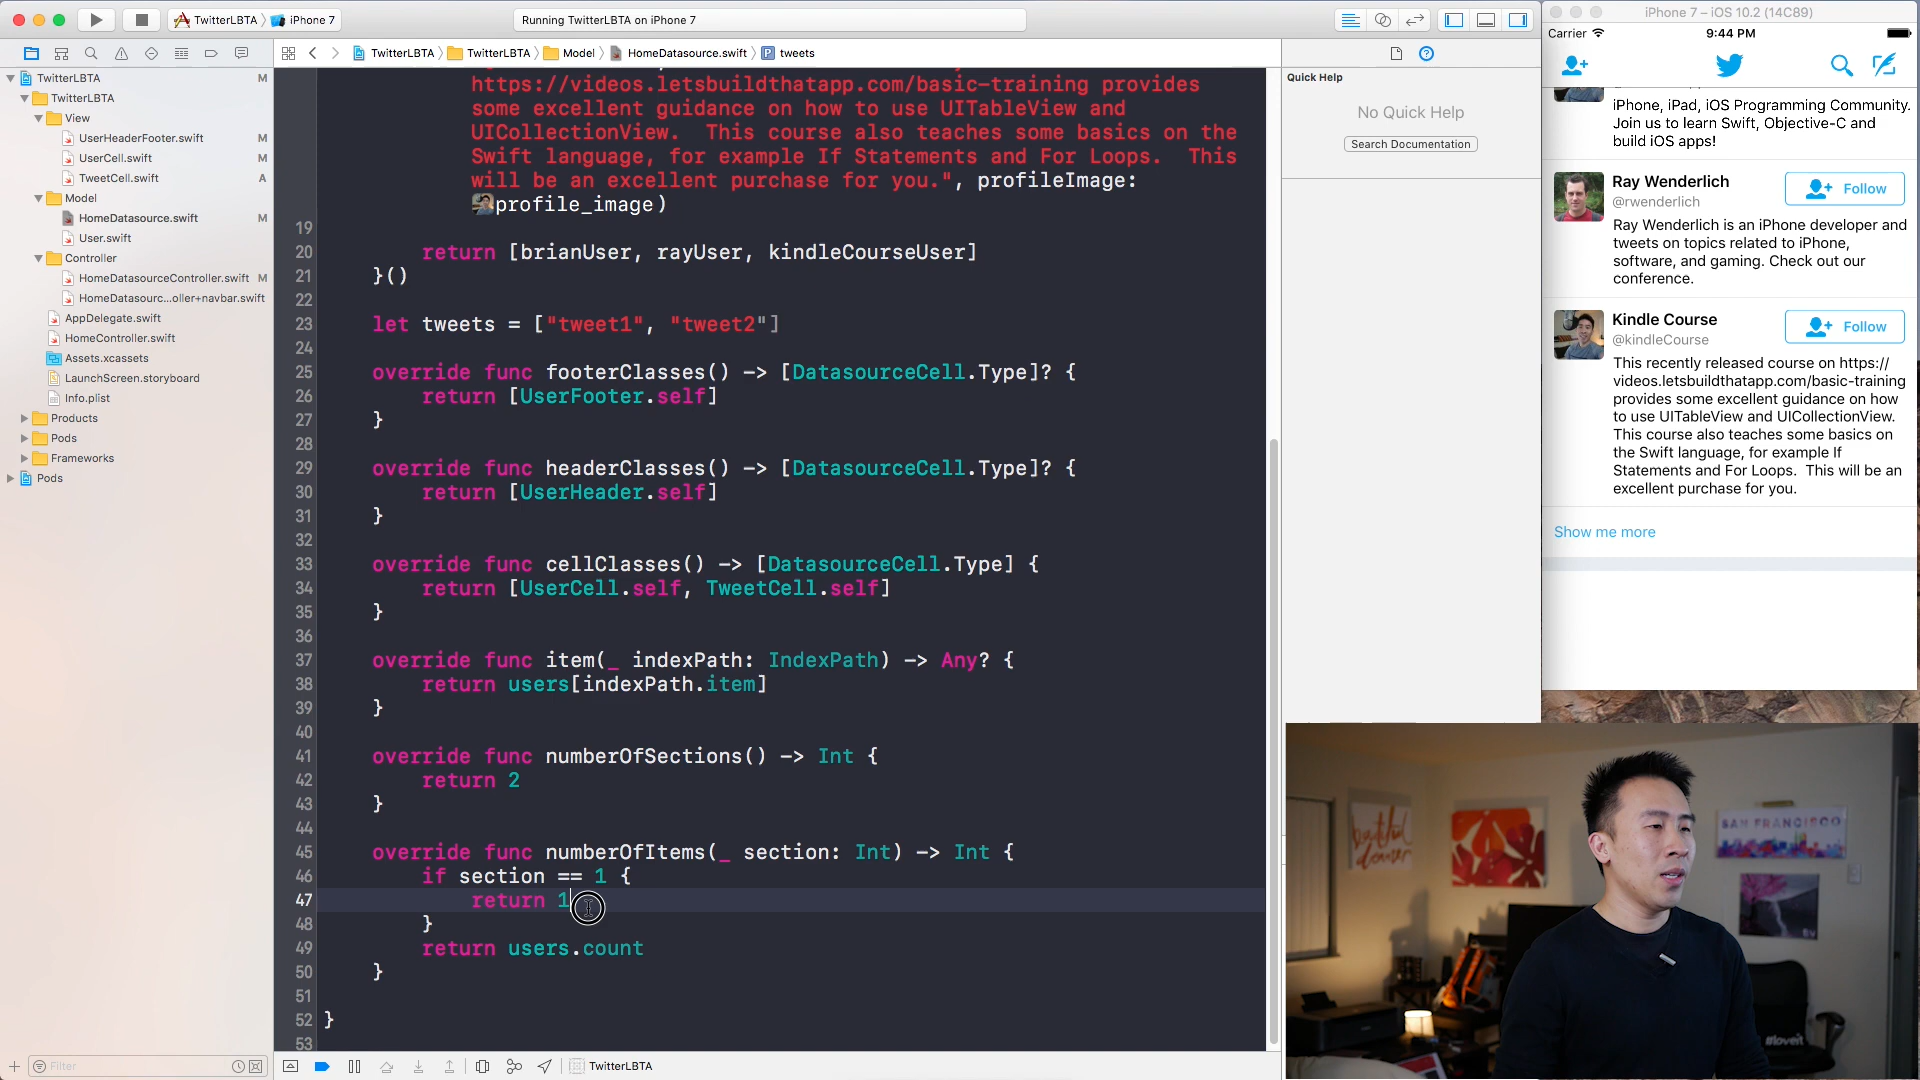 TwitterLBTA
iPhone 7
Running TwitterLBTA on iPhone 7
TwitterLBTA
TwitterLBTA
Model
HomeDatasource.swift
P
tweets
TwitterLBTA
M
TwitterLBTA
View
UserHeaderFooter.swift
M
UserCell.swift
M
TweetCell.swift
A
Model
HomeDatasource.swift
M
User.swift
Controller
HomeDatasourceController.swift
M
HomeDatasourc...oller+navbar.swift
AppDelegate.swift
HomeController.swift
Assets.xcassets
LaunchScreen.storyboard
Info.plist
Products
Pods
Frameworks
Pods
Filter
https://videos.letsbuildthatapp.com/basic-training provides
some excellent guidance on how to use UITableView and
UICollectionView.  This course also teaches some basics on the
Swift language, for example If Statements and For Loops.  This
will be an excellent purchase for you.", profileImage:
profile_image)
19
20 return [brianUser, rayUser, kindleCourseUser]
21 }()
22
23 let tweets = ["tweet1", "tweet2"]
24
25 override func footerClasses() -> [DatasourceCell.Type]? {
26 return [UserFooter.self]
27 }
28
29 override func headerClasses() -> [DatasourceCell.Type]? {
30 return [UserHeader.self]
31 }
32
33 override func cellClasses() -> [DatasourceCell.Type] {
34 return [UserCell.self, TweetCell.self]
35 }
36
37 override func item(_ indexPath: IndexPath) -> Any? {
38 return users[indexPath.item]
39 }
40
41 override func numberOfSections() -> Int {
42 return 2
43 }
44
45 override func numberOfItems(_ section: Int) -> Int {
46 if section == 1 {
47 return 1
48 }
49 return users.count
50 }
51
52 }
53
TwitterLBTA
Quick Help
No Quick Help
Search Documentation
iPhone 7 – iOS 10.2 (14C89)
Carrier
9:44 PM
iPhone, iPad, iOS Programming Community.
Join us to learn Swift, Objective-C and
build iOS apps!
Ray Wenderlich
Follow
@rwenderlich
Ray Wenderlich is an iPhone developer and
tweets on topics related to iPhone,
software, and gaming. Check out our
conference.
Kindle Course
Follow
@kindleCourse
This recently released course on https://
videos.letsbuildthatapp.com/basic-training
provides some excellent guidance on how
to use UITableView and UICollectionView.
This course also teaches some basics on
the Swift language, for example If
Statements and For Loops.  This will be an
excellent purchase for you.
Show me more
SAN FRANCISCO
#loveit